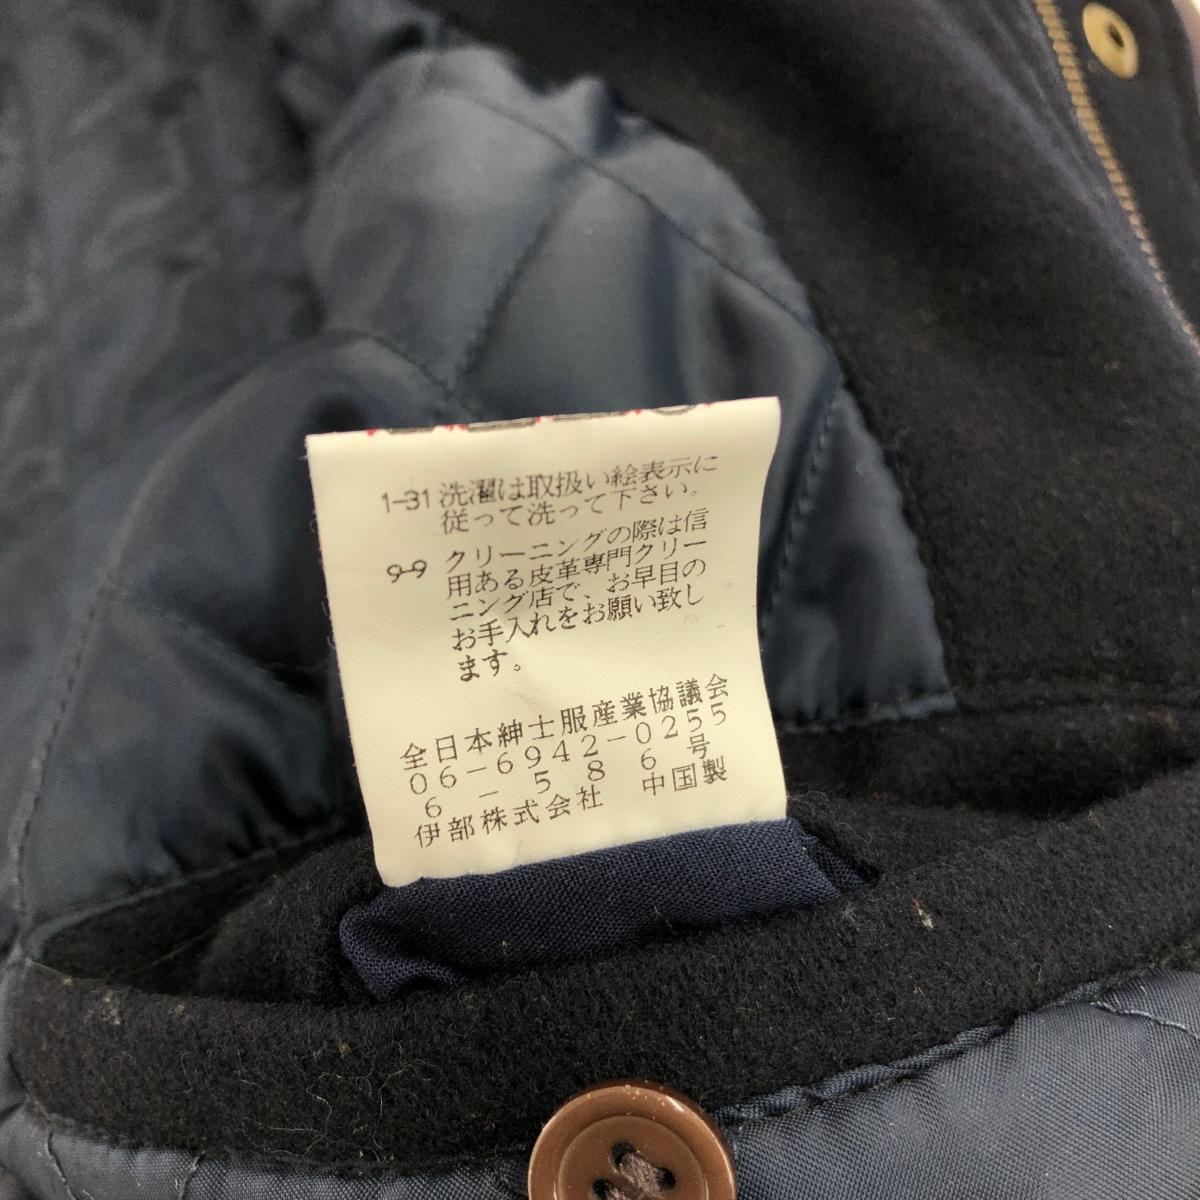 1-31 洗濯は取扱い絵表示に
従って洗って下さい。
9-9 クリーニングの際は信
用ある皮革専門クリー
ニング店で、お早目の
お手入れをお願い致し
ます。
全日本紳士服産業協議会
06-6942-0255
6-586号
伊部株式会社 中国製